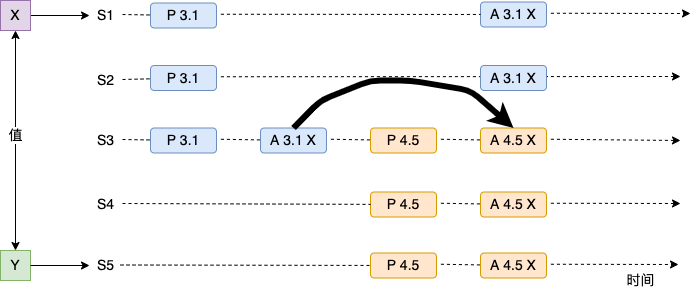 X S1 P 3.1 A 3.1 X
S2 P 3.1 A 3.1 X
值
S3 P 3.1 A 3.1 X P 4.5 A 4.5 X
S4 P 4.5 A 4.5 X
Y S5 P 4.5 A 4.5 X
时间